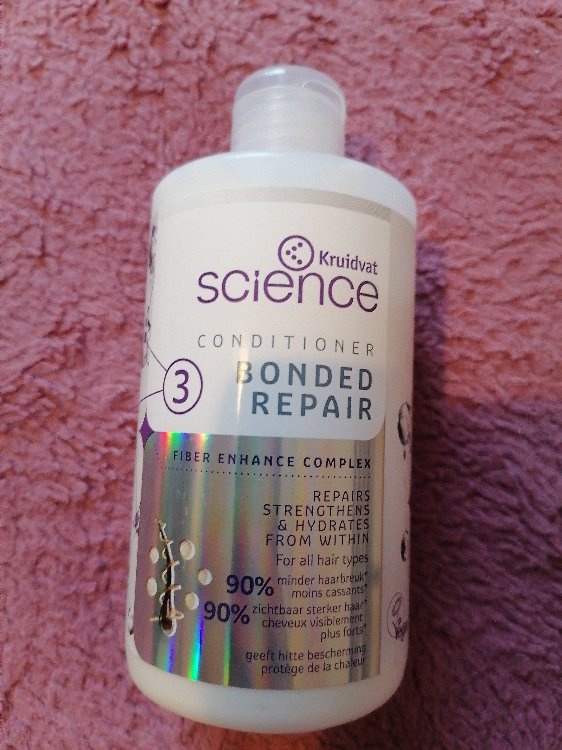 Kruidvat
science
CONDITIONER
3
BONDED
REPAIR
FIBER ENHANCE COMPLEX
REPAIRS
STRENGTHENS
& HYDRATES
FROM WITHIN
For all hair types
90% minder haarbreuk*
moins cassants*
90% zichtbaar sterker haar*
cheveux visiblement
plus forts*
geeft hitte bescherming
protège de la chaleur
Vegan